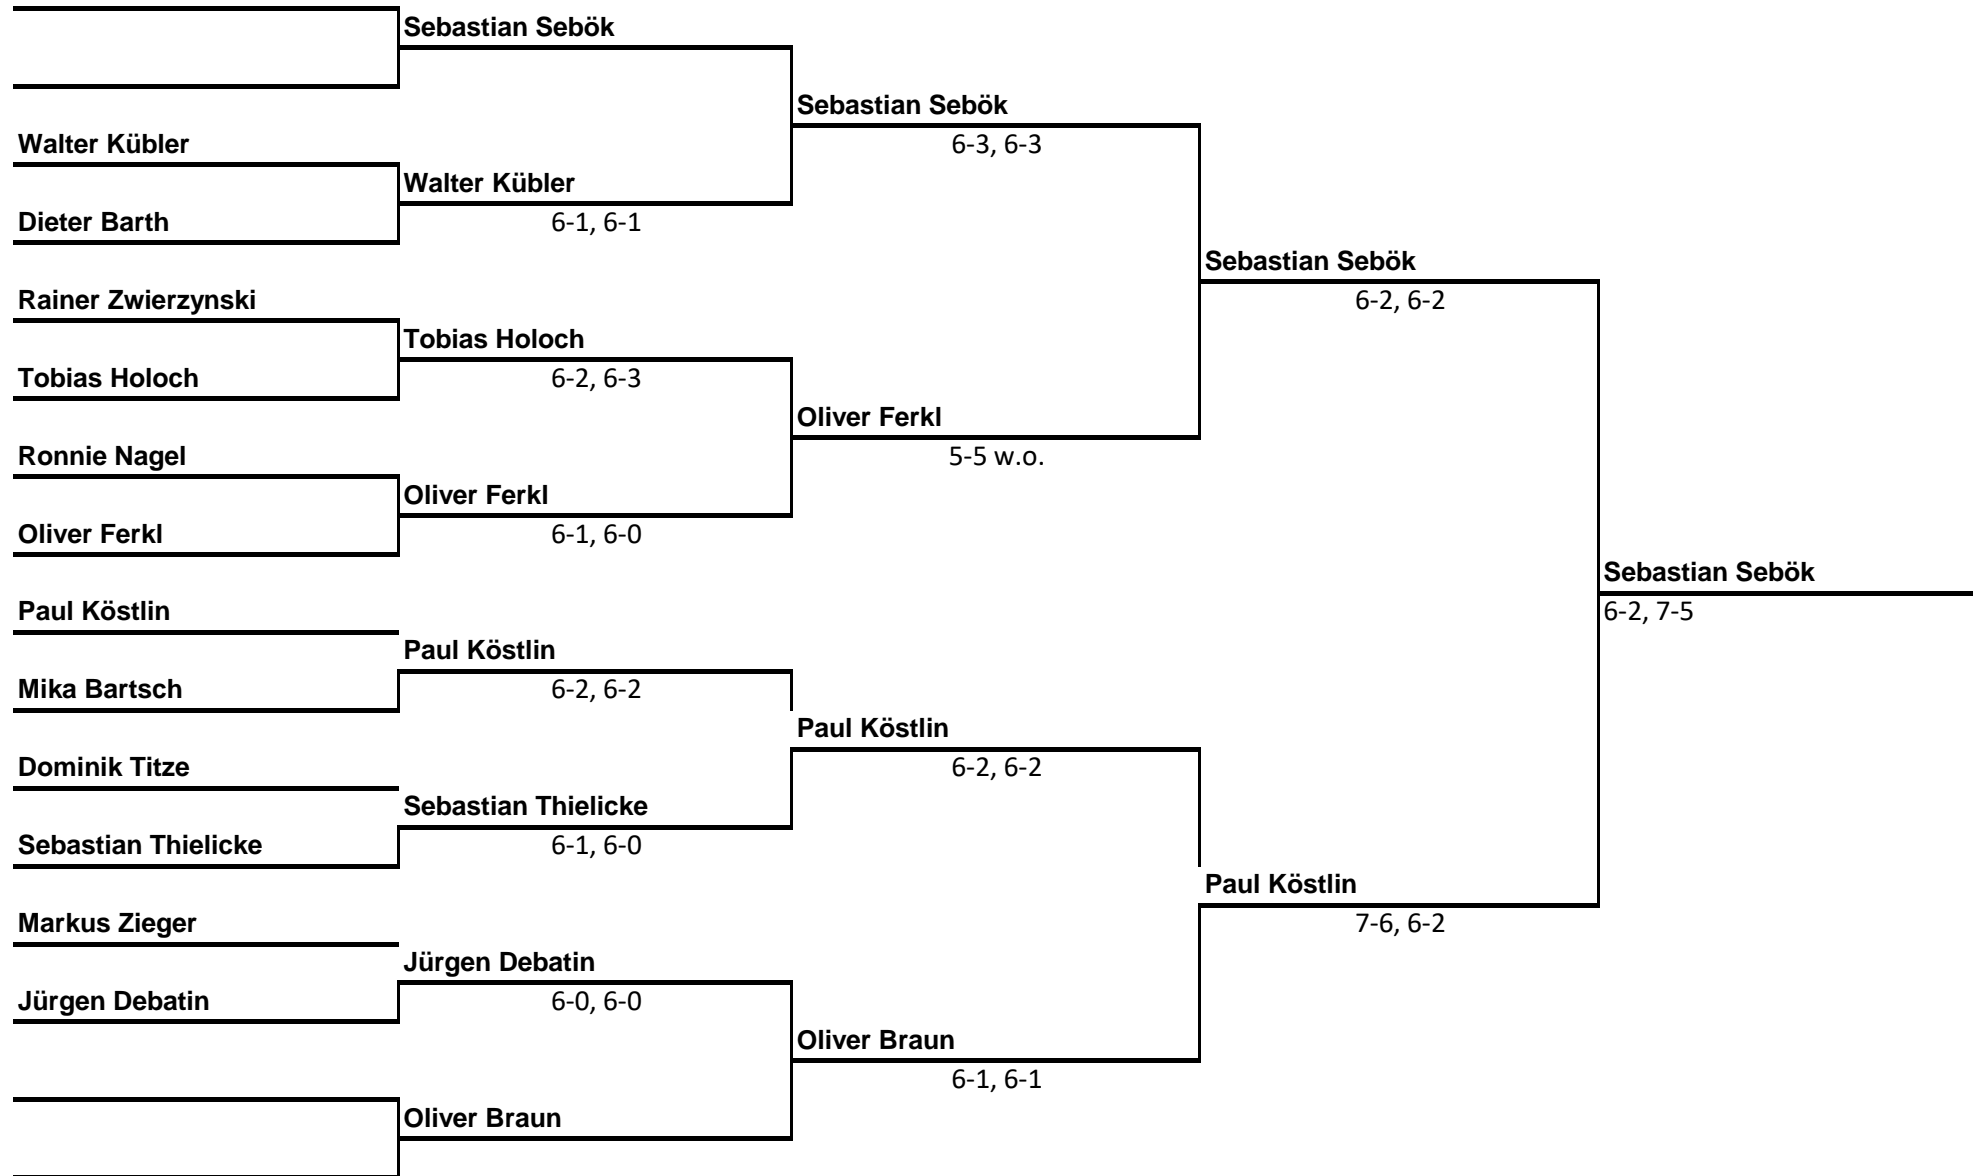 Sebastian Sebök
Sebastian Sebök
Walter Kübler
6-3, 6-3
Walter Kübler
Dieter Barth
6-1, 6-1
Sebastian Sebök
Rainer Zwierzynski
6-2, 6-2
Tobias Holoch
Tobias Holoch
6-2, 6-3
Oliver Ferkl
Ronnie Nagel
5-5 w.o.
Oliver Ferkl
Oliver Ferkl
6-1, 6-0
Sebastian Sebök
Paul Köstlin
6-2, 7-5
Paul Köstlin
Mika Bartsch
6-2, 6-2
Paul Köstlin
Dominik Titze
6-2, 6-2
Sebastian Thielicke
Sebastian Thielicke
6-1, 6-0
Paul Köstlin
Markus Zieger
7-6, 6-2
Jürgen Debatin
Jürgen Debatin
6-0, 6-0
Oliver Braun
6-1, 6-1
Oliver Braun